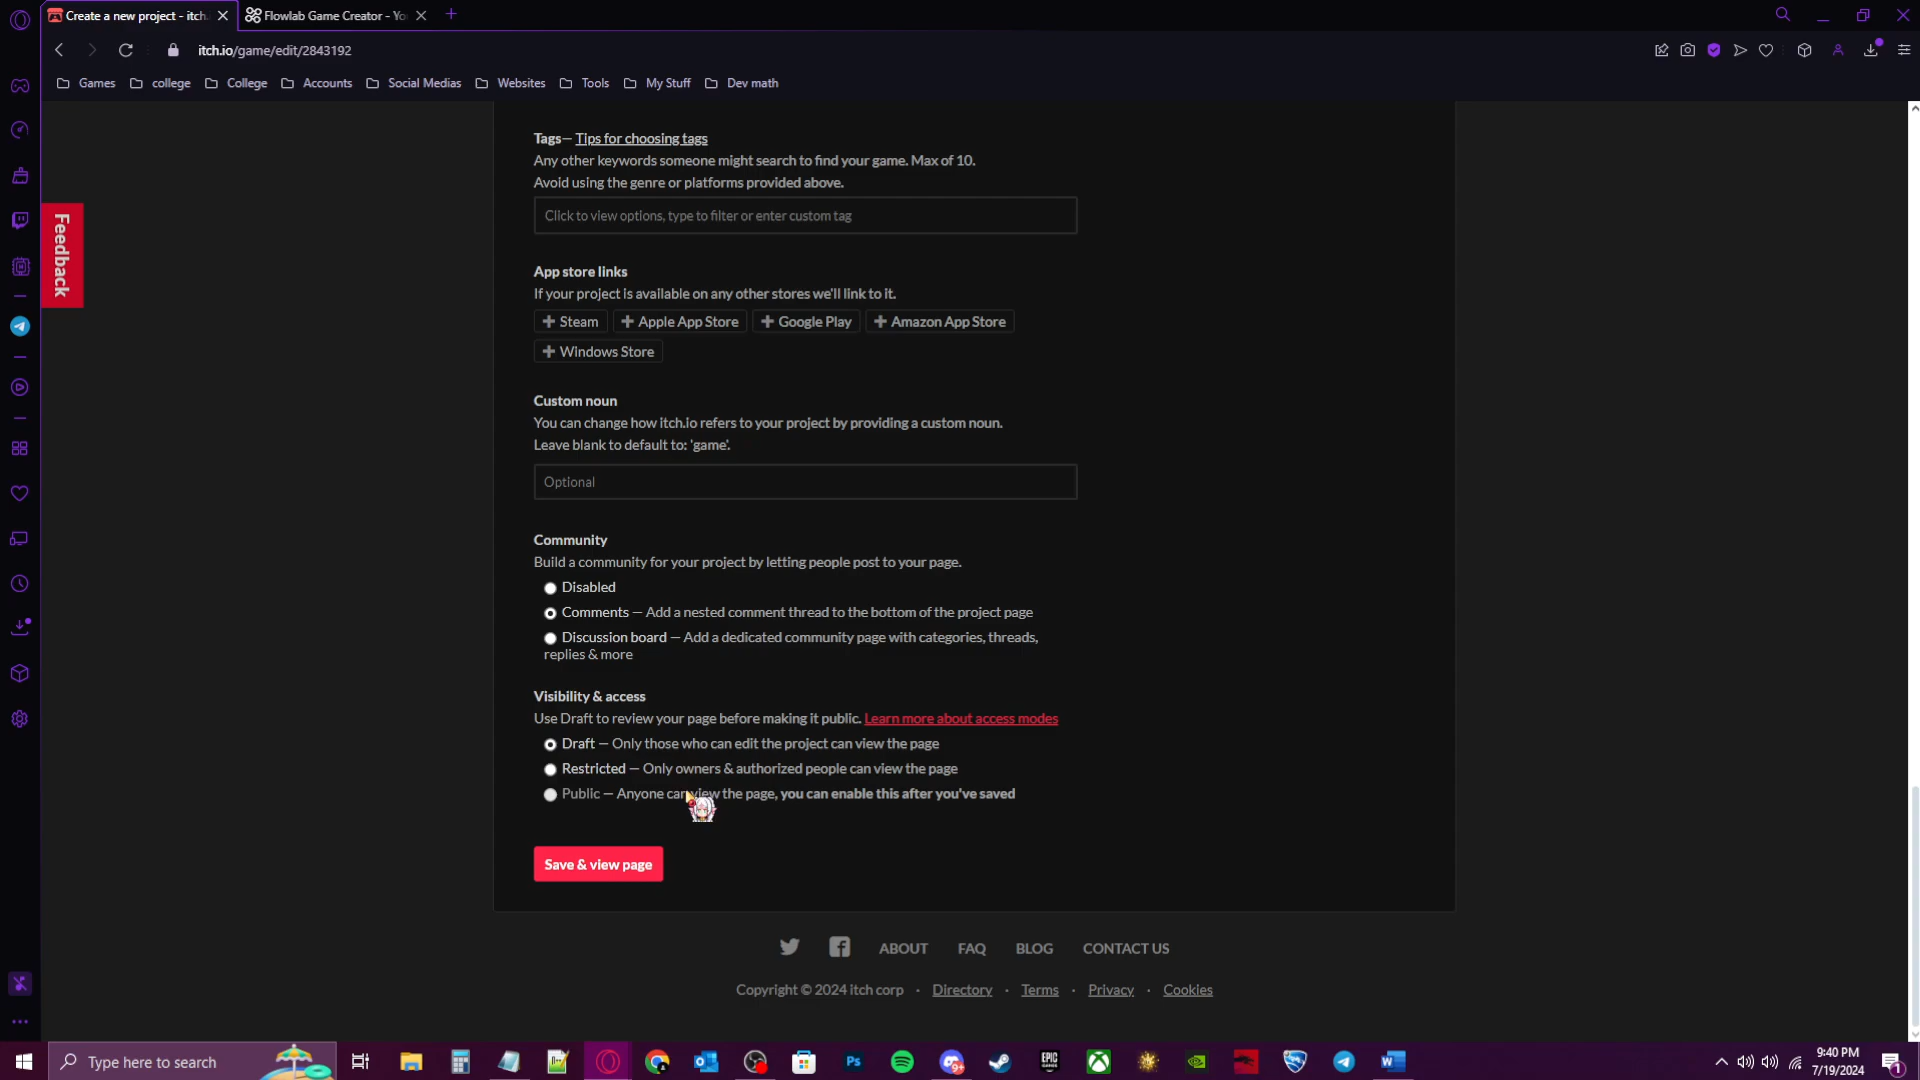 Create a new project - itch.
Flowlab Game Creator - Yo
itch.io/game/edit/2843192
Games college College Accounts Social Medias Websites Tools My Stuff Dev math
Feedback
Tags— Tips for choosing tags
Any other keywords someone might search to find your game. Max of 10.
Avoid using the genre or platforms provided above.
Click to view options, type to filter or enter custom tag
App store links
If your project is available on any other stores we'll link to it.
Steam Apple App Store Google Play Amazon App Store
Windows Store
Custom noun
You can change how itch.io refers to your project by providing a custom noun.
Leave blank to default to: 'game'.
Optional
Community
Build a community for your project by letting people post to your page.
Disabled
Comments — Add a nested comment thread to the bottom of the project page
Discussion board — Add a dedicated community page with categories, threads,
replies & more
Visibility & access
Use Draft to review your page before making it public. Learn more about access modes
Draft — Only those who can edit the project can view the page
Restricted — Only owners & authorized people can view the page
Public — Anyone can view the page, you can enable this after you've saved
Save & view page
ABOUT FAQ BLOG CONTACT US
Copyright © 2024 itch corp · Directory · Terms · Privacy · Cookies
Type here to search
Ps
9+
EPIC GAMES
W
9:40 PM
7/19/2024
1